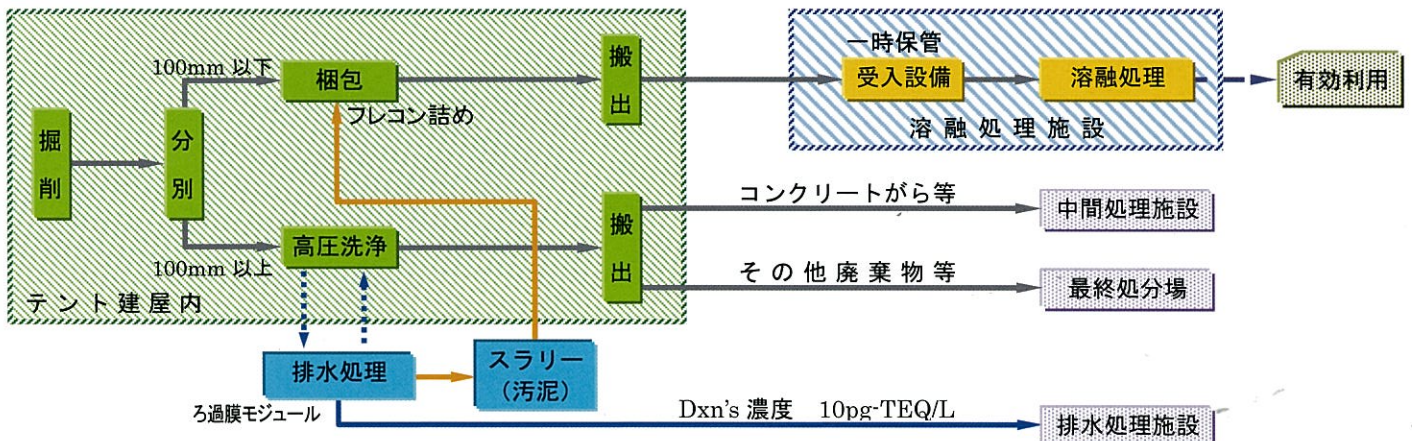 掘削
分別
100mm 以下
梱包
フレコン詰め
搬出
一時保管
受入設備
溶融処理
溶融処理施設
有効利用
100mm 以上
高圧洗浄
搬出
コンクリートがら等
中間処理施設
その他廃棄物等
最終処分場
テント建屋内
排水処理
ろ過膜モジュール
スラリー
（汚泥）
Dxn's 濃度　10pg-TEQ/L
排水処理施設